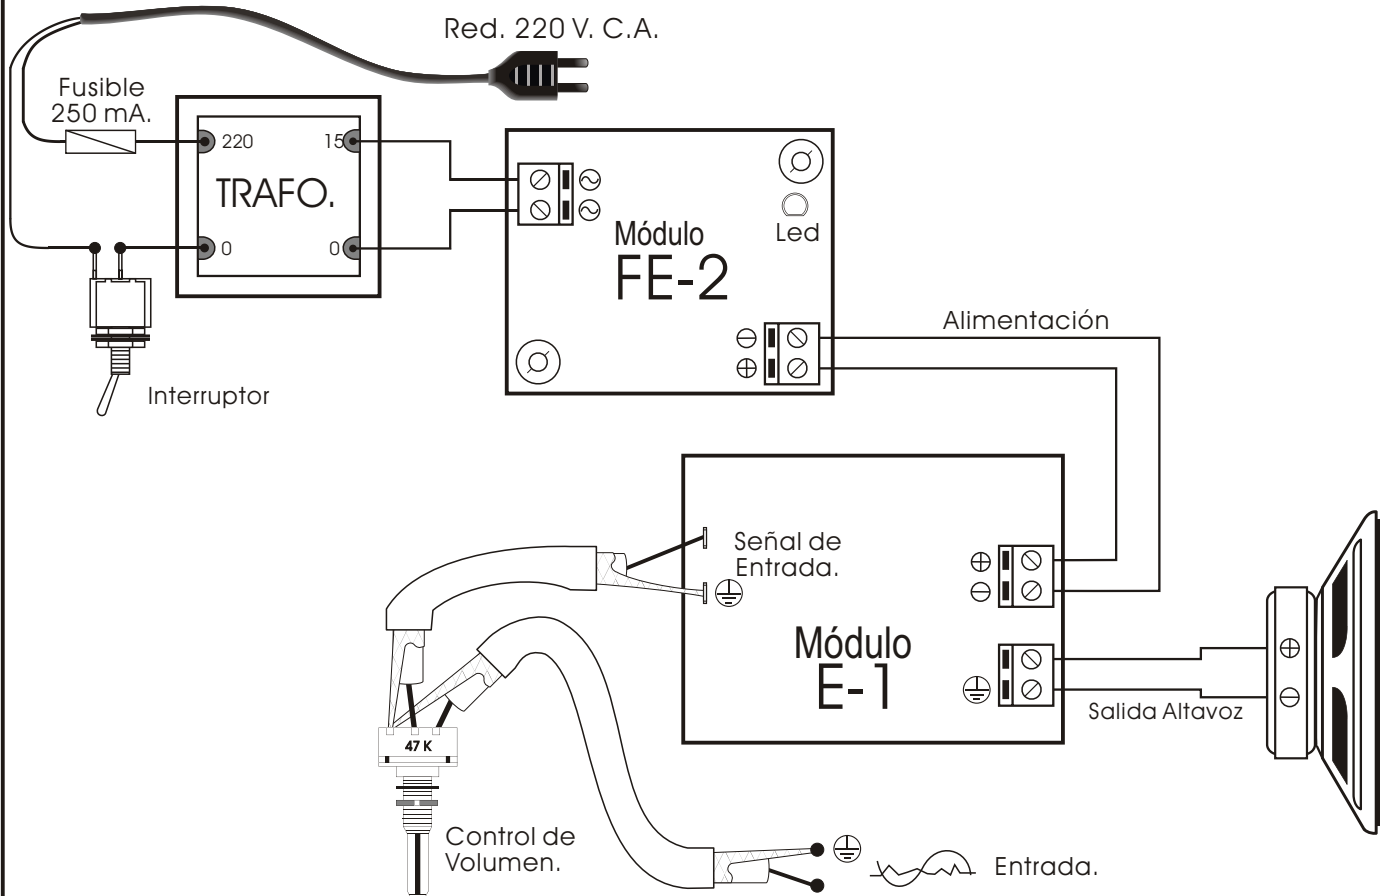 Red. 220 V. C.A.
Fusible
250 mA.
220
15
TRAFO.
0
0
Interruptor
Módulo
FE-2
Led
Alimentación
Señal de
Entrada.
Módulo
E-1
Salida Altavoz
47 K
Control de
Volumen.
Entrada.